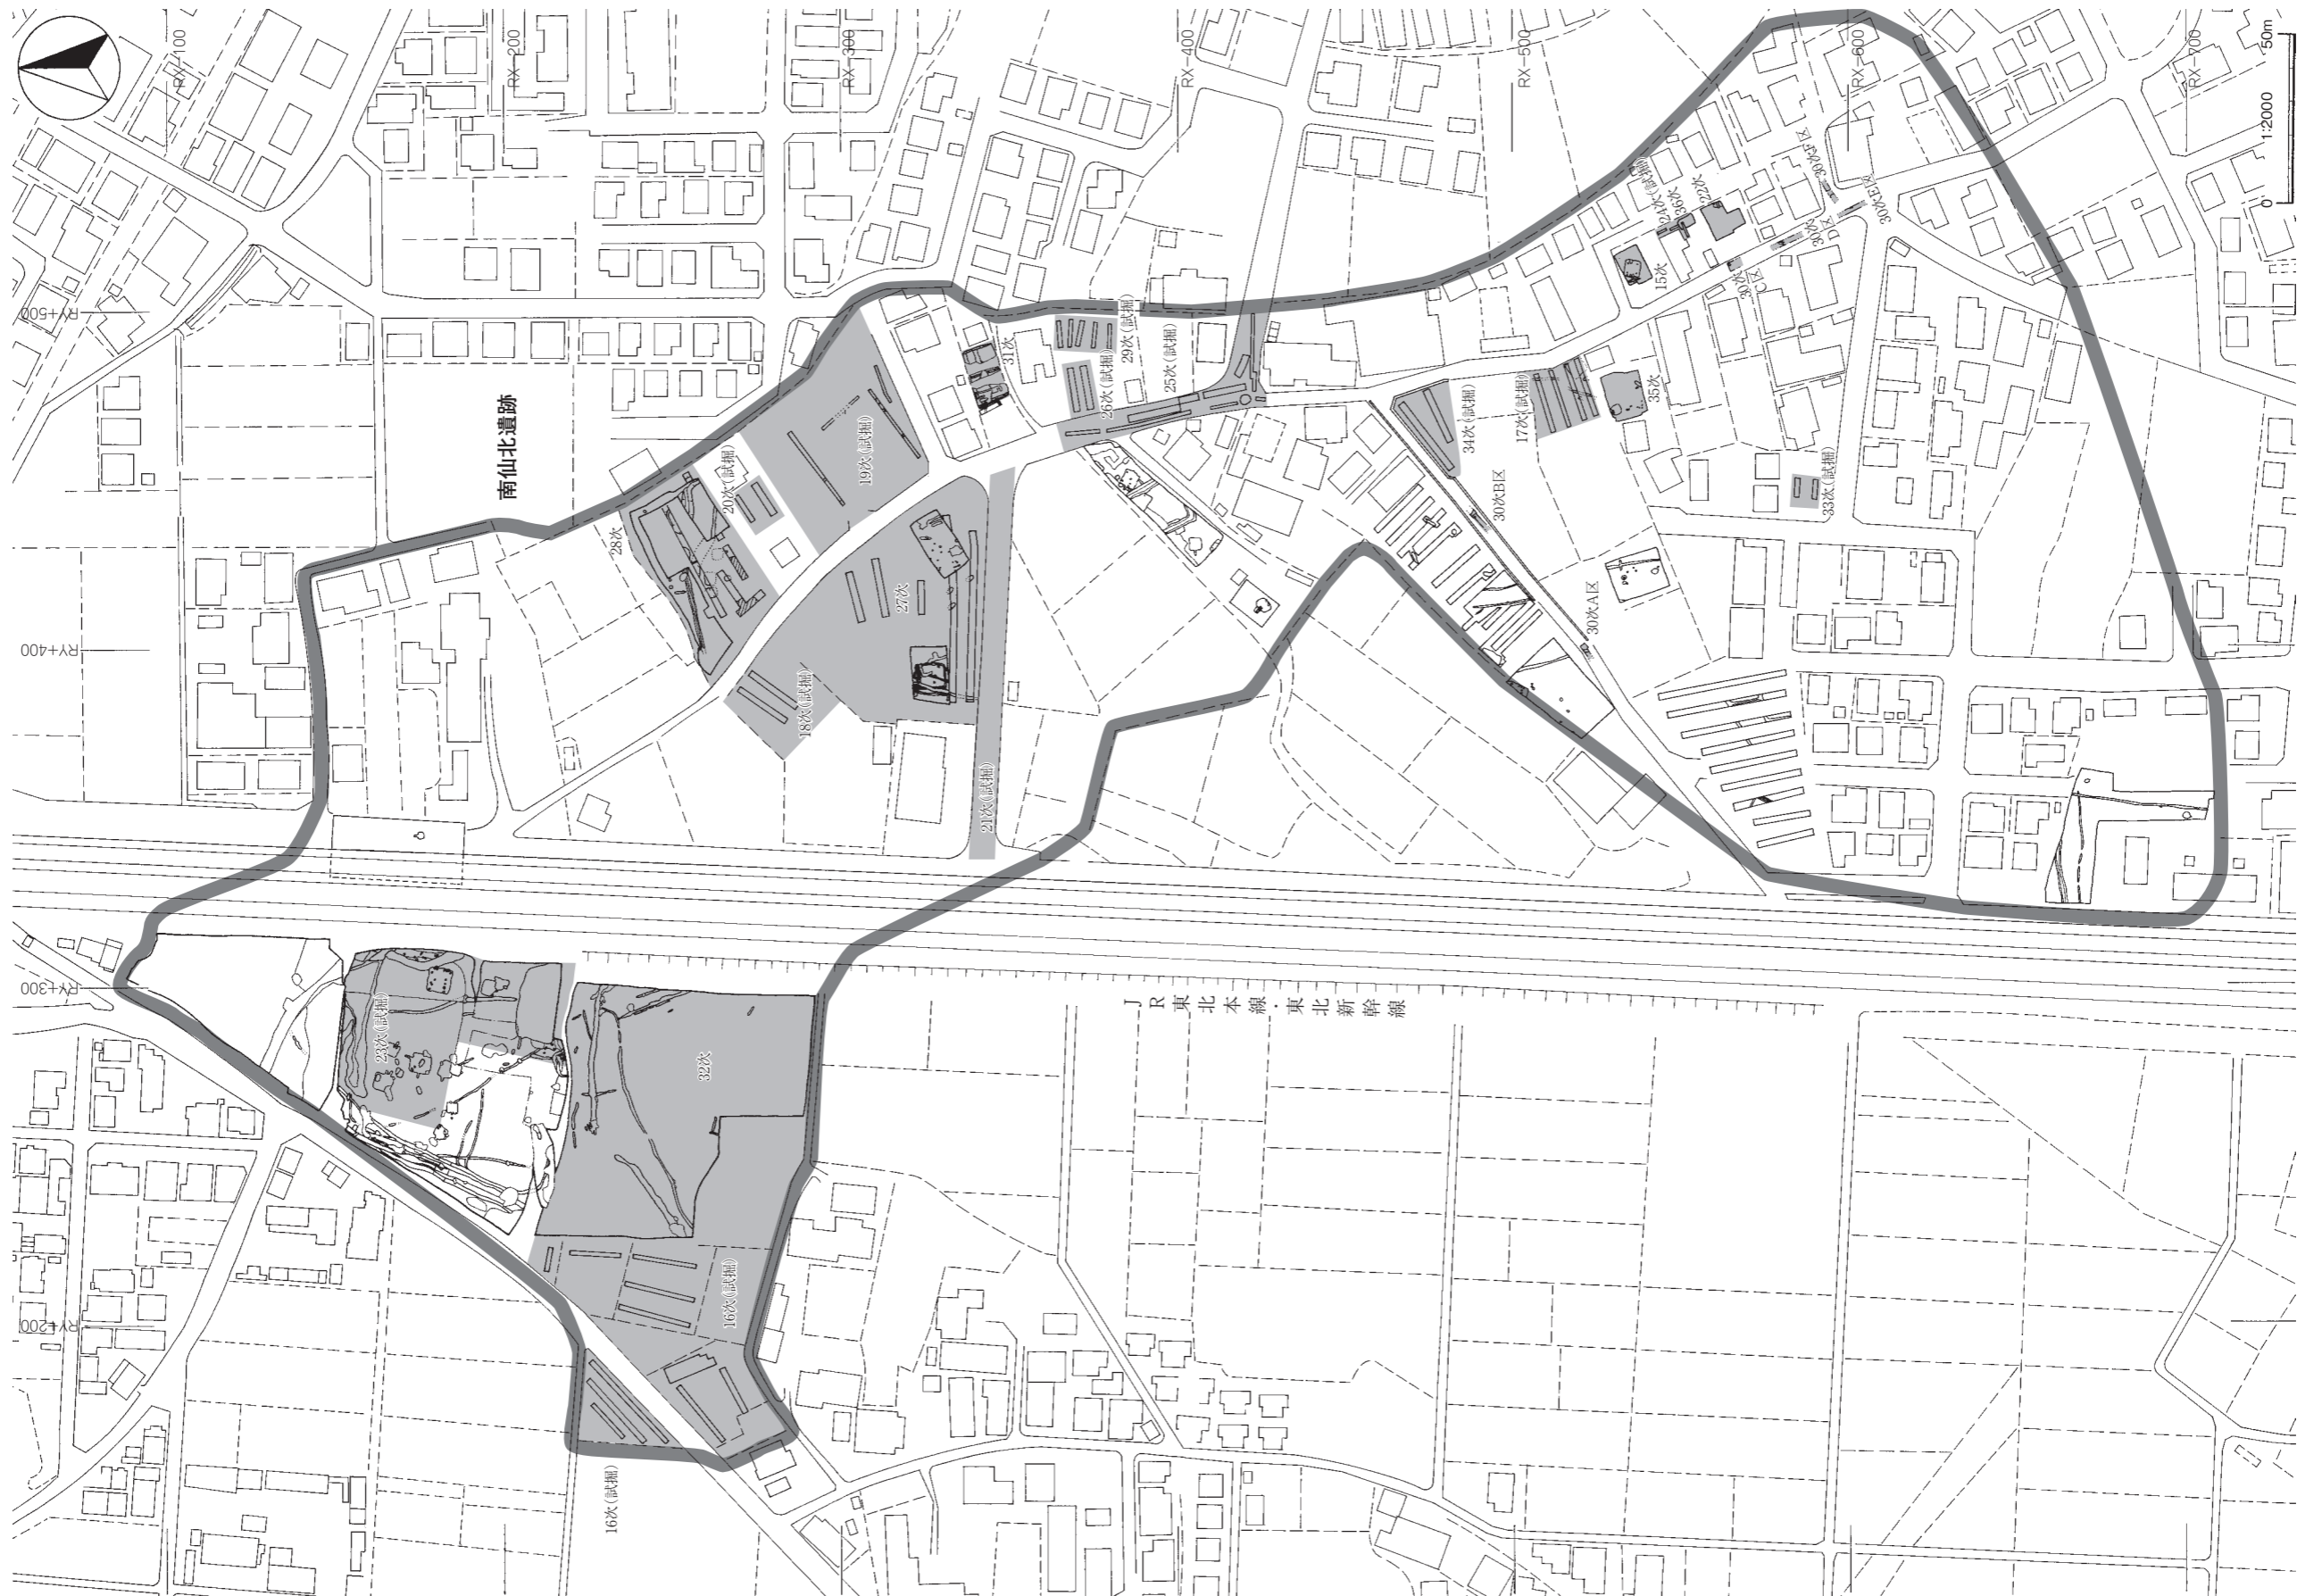 南仙北遺跡
RX-100
RX-200
RX-300
RX-400
RX-500
RX-600
RX-700
RY+500
RY+400
RY+300
RY+200
0
1:2000
50m
28次
20次(試掘)
19次(試掘)
31次
26次(試掘)
29次(試掘)
25次(試掘)
27次
18次(試掘)
21次(試掘)
34次(試掘)
17次(試掘)
35次
33次(試掘)
30次B区
30次A区
15次
24次(試掘)
36次
22次
30次
C区
30次
D区
30次E区
30次F区
23次(試掘)
32次
16次(試掘)
16次(試掘)
JR東北本線・東北新幹線